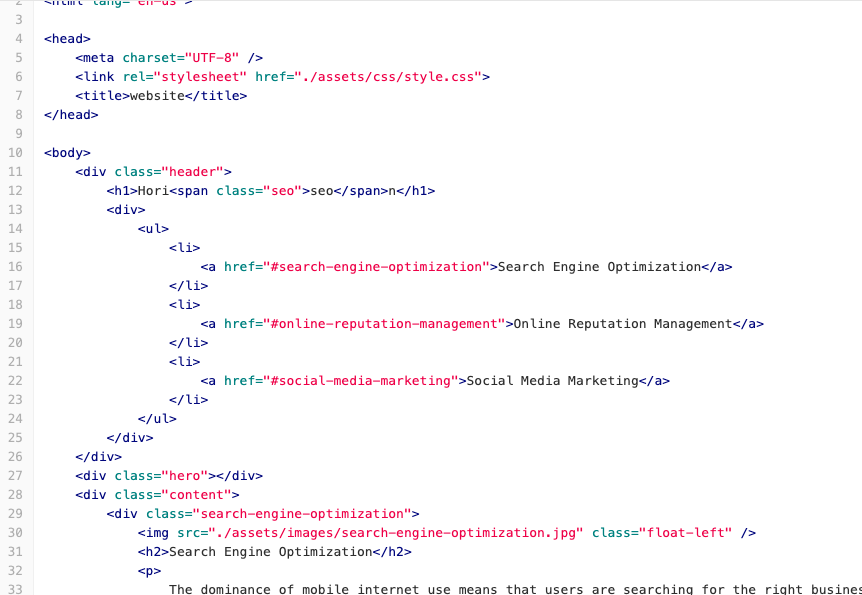 2 <html lang="en-us">
3
4 <head>
5 <meta charset="UTF-8" />
6 <link rel="stylesheet" href="./assets/css/style.css">
7 <title>website</title>
8 </head>
9
10 <body>
11 <div class="header">
12 <h1>Hori<span class="seo">seo</span>n</h1>
13 <div>
14 <ul>
15 <li>
16 <a href="#search-engine-optimization">Search Engine Optimization</a>
17 </li>
18 <li>
19 <a href="#online-reputation-management">Online Reputation Management</a>
20 </li>
21 <li>
22 <a href="#social-media-marketing">Social Media Marketing</a>
23 </li>
24 </ul>
25 </div>
26 </div>
27 <div class="hero"></div>
28 <div class="content">
29 <div class="search-engine-optimization">
30 <img src="./assets/images/search-engine-optimization.jpg" class="float-left" />
31 <h2>Search Engine Optimization</h2>
32 <p>
33 The dominance of mobile internet use means that users are searching for the right busines